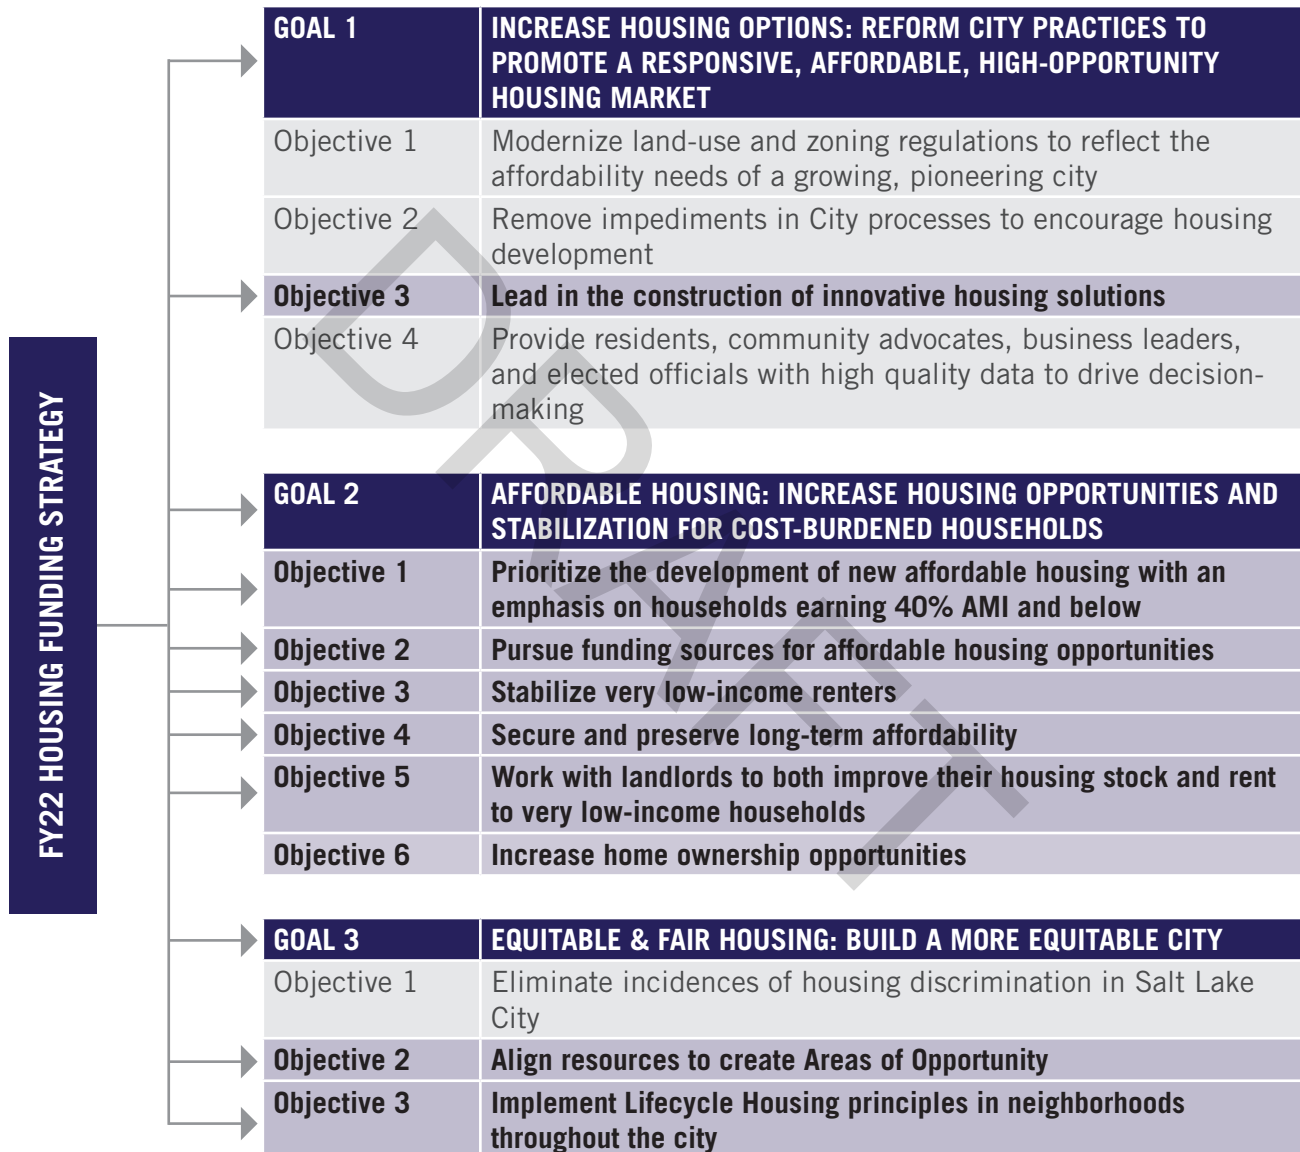 FY22 HOUSING FUNDING STRATEGY
GOAL 1 INCREASE HOUSING OPTIONS: REFORM CITY PRACTICES TO
PROMOTE A RESPONSIVE, AFFORDABLE, HIGH-OPPORTUNITY
HOUSING MARKET
Objective 1 Modernize land-use and zoning regulations to reflect the
affordability needs of a growing, pioneering city
Objective 2 Remove impediments in City processes to encourage housing
development
Objective 3 Lead in the construction of innovative housing solutions
Objective 4 Provide residents, community advocates, business leaders,
and elected officials with high quality data to drive decision-
making
GOAL 2 AFFORDABLE HOUSING: INCREASE HOUSING OPPORTUNITIES AND
STABILIZATION FOR COST-BURDENED HOUSEHOLDS
Objective 1 Prioritize the development of new affordable housing with an
emphasis on households earning 40% AMI and below
Objective 2 Pursue funding sources for affordable housing opportunities
Objective 3 Stabilize very low-income renters
Objective 4 Secure and preserve long-term affordability
Objective 5 Work with landlords to both improve their housing stock and rent
to very low-income households
Objective 6 Increase home ownership opportunities
GOAL 3 EQUITABLE & FAIR HOUSING: BUILD A MORE EQUITABLE CITY
Objective 1 Eliminate incidences of housing discrimination in Salt Lake
City
Objective 2 Align resources to create Areas of Opportunity
Objective 3 Implement Lifecycle Housing principles in neighborhoods
throughout the city
DRAFT